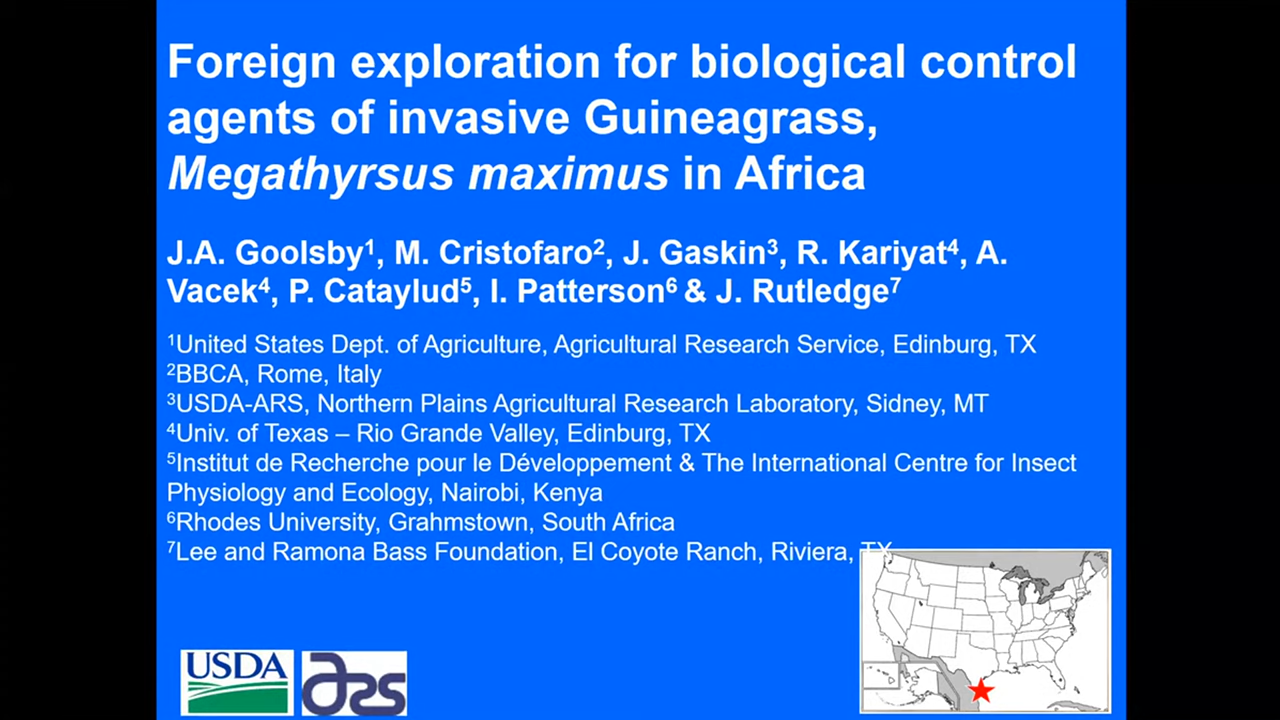 Foreign exploration for biological control
agents of invasive Guineagrass,
Megathyrsus maximus in Africa
J.A. Goolsby¹, M. Cristofaro², J. Gaskin³, R. Kariyat⁴, A.
Vacek⁴, P. Cataylud⁵, I. Patterson⁶ & J. Rutledge⁷
¹United States Dept. of Agriculture, Agricultural Research Service, Edinburg, TX
²BBCA, Rome, Italy
³USDA-ARS, Northern Plains Agricultural Research Laboratory, Sidney, MT
⁴Univ. of Texas – Rio Grande Valley, Edinburg, TX
⁵Institut de Recherche pour le Développement & The International Centre for Insect
Physiology and Ecology, Nairobi, Kenya
⁶Rhodes University, Grahmstown, South Africa
⁷Lee and Ramona Bass Foundation, El Coyote Ranch, Riviera, TX
USDA
ars